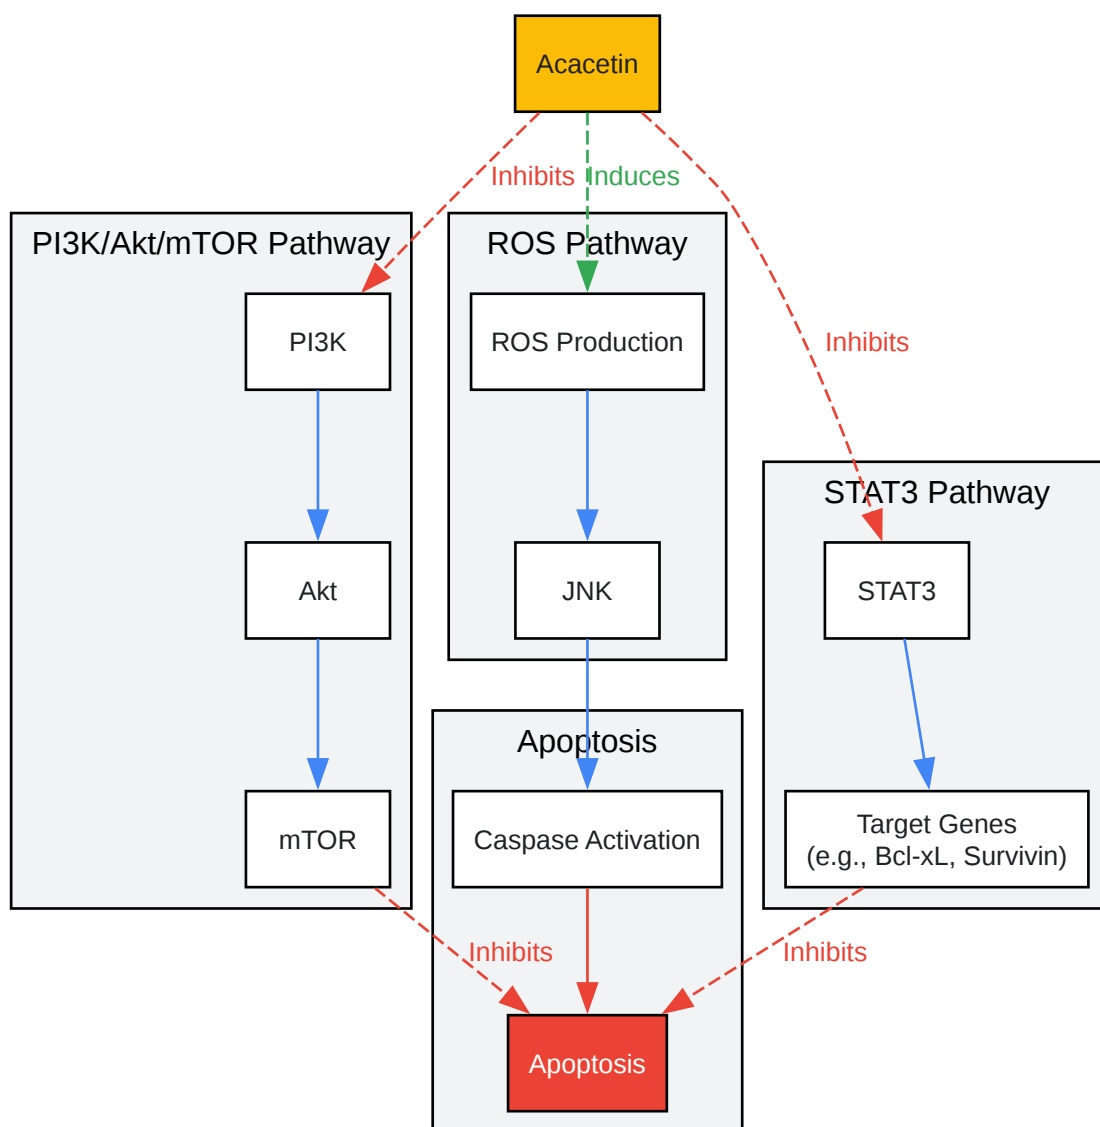 Acacetin
Inhibits
Induces
PI3K/Akt/mTOR Pathway
ROS Pathway
PI3K
ROS Production
Inhibits
STAT3 Pathway
Akt
JNK
STAT3
Apoptosis
mTOR
Caspase Activation
Target Genes
(e.g., Bcl-xL, Survivin)
Inhibits
Inhibits
Apoptosis